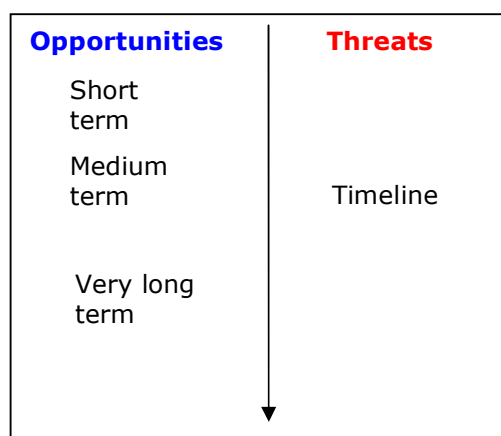 Opportunities
Threats
Short
term
Medium
term
Timeline
Very long
term